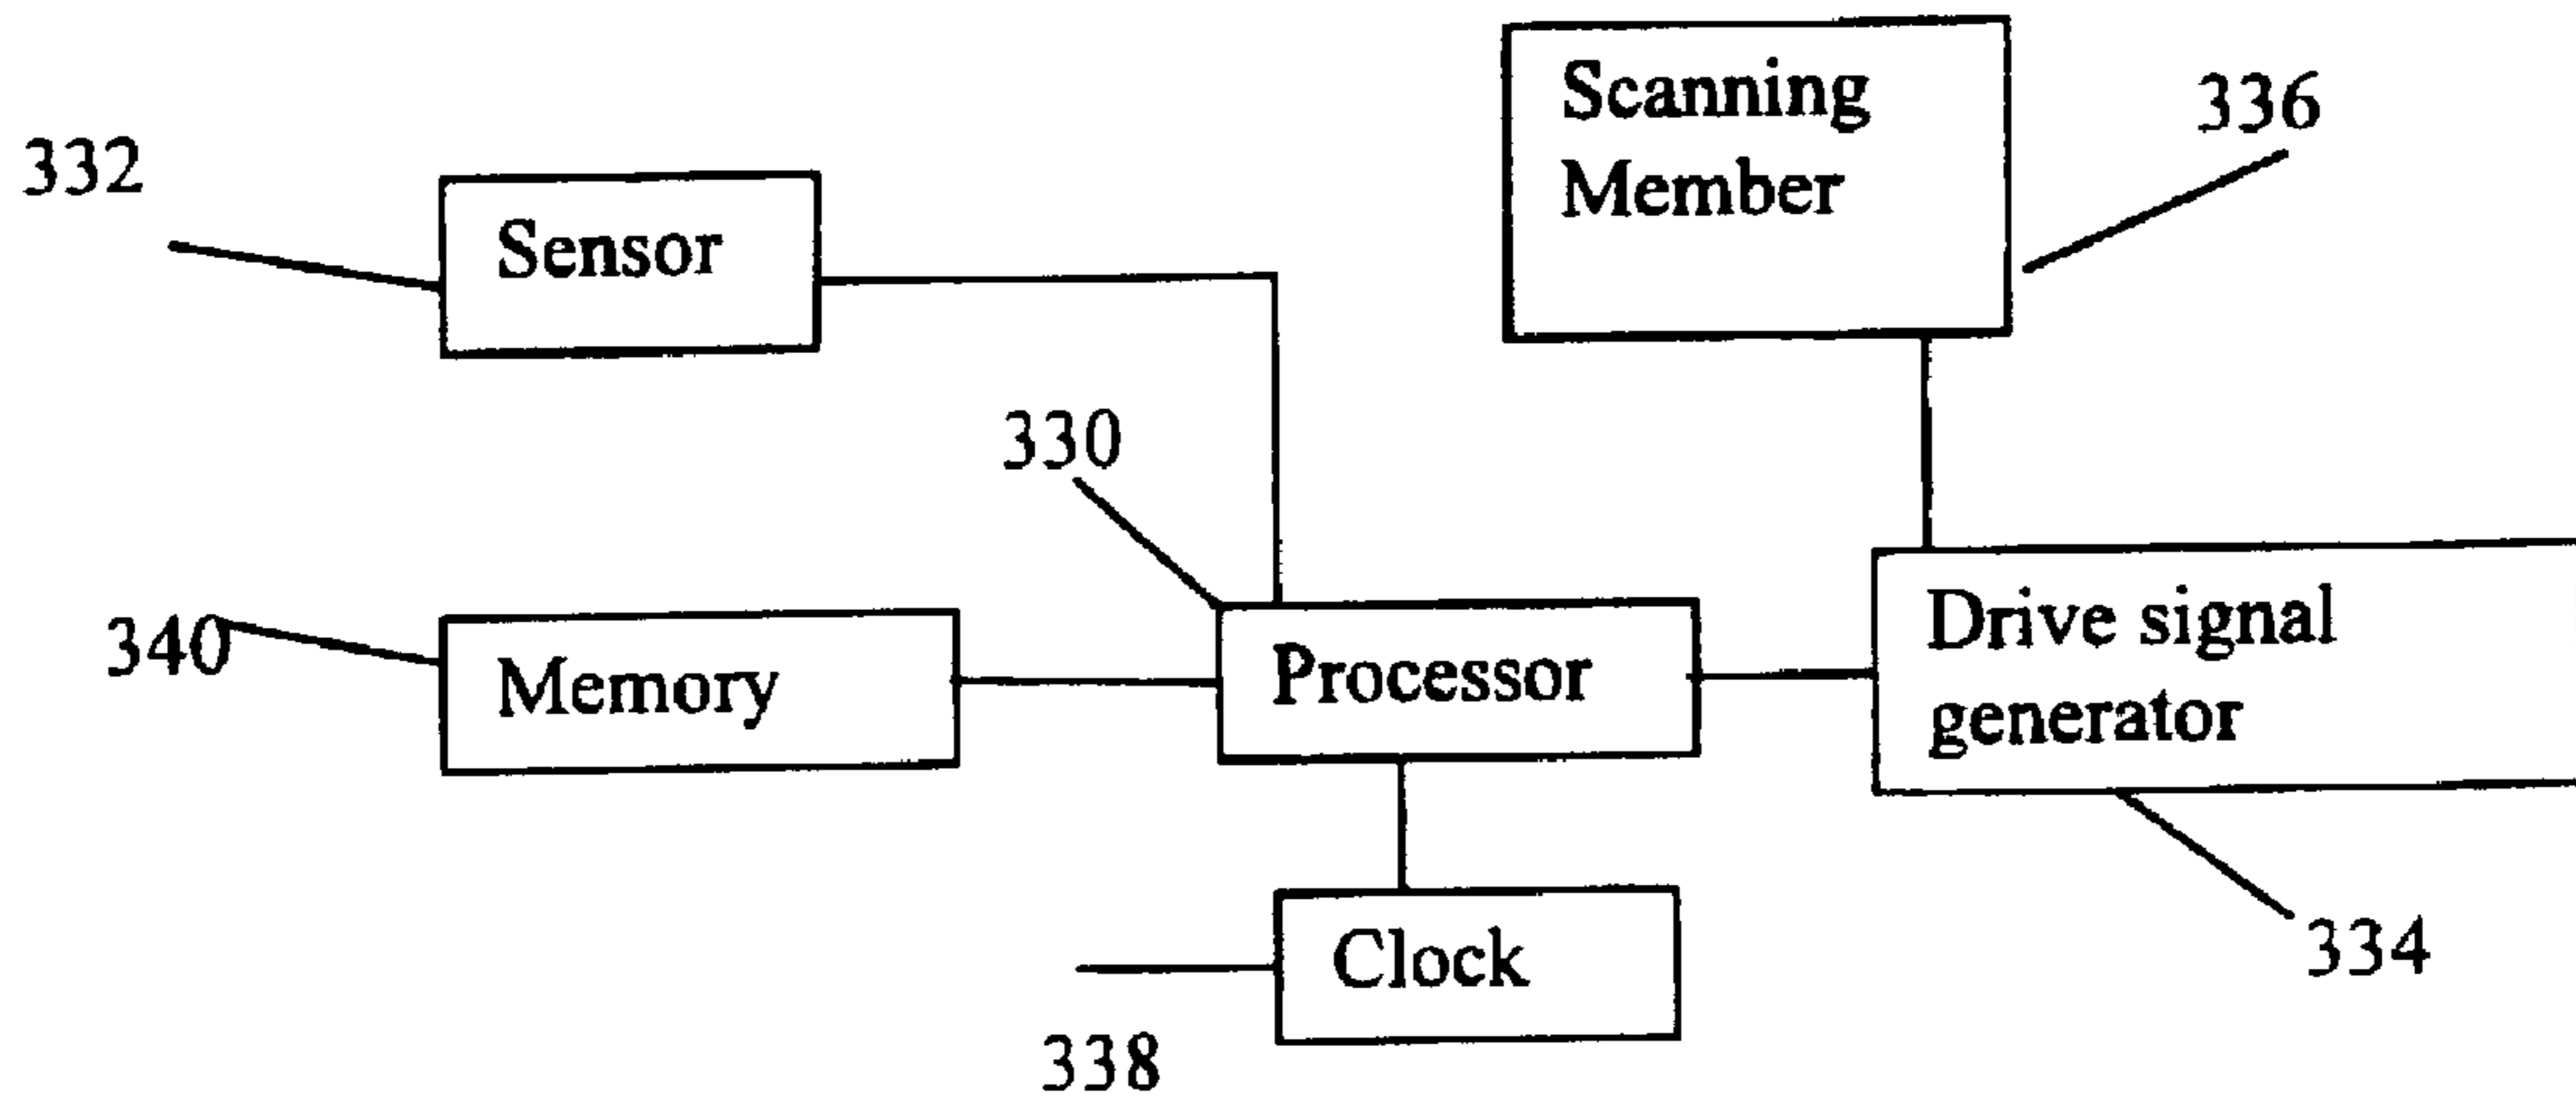 Scanning
Member
336
332
Sensor
330
340
Memory
Processor
Drive signal
generator
Clock
334
338